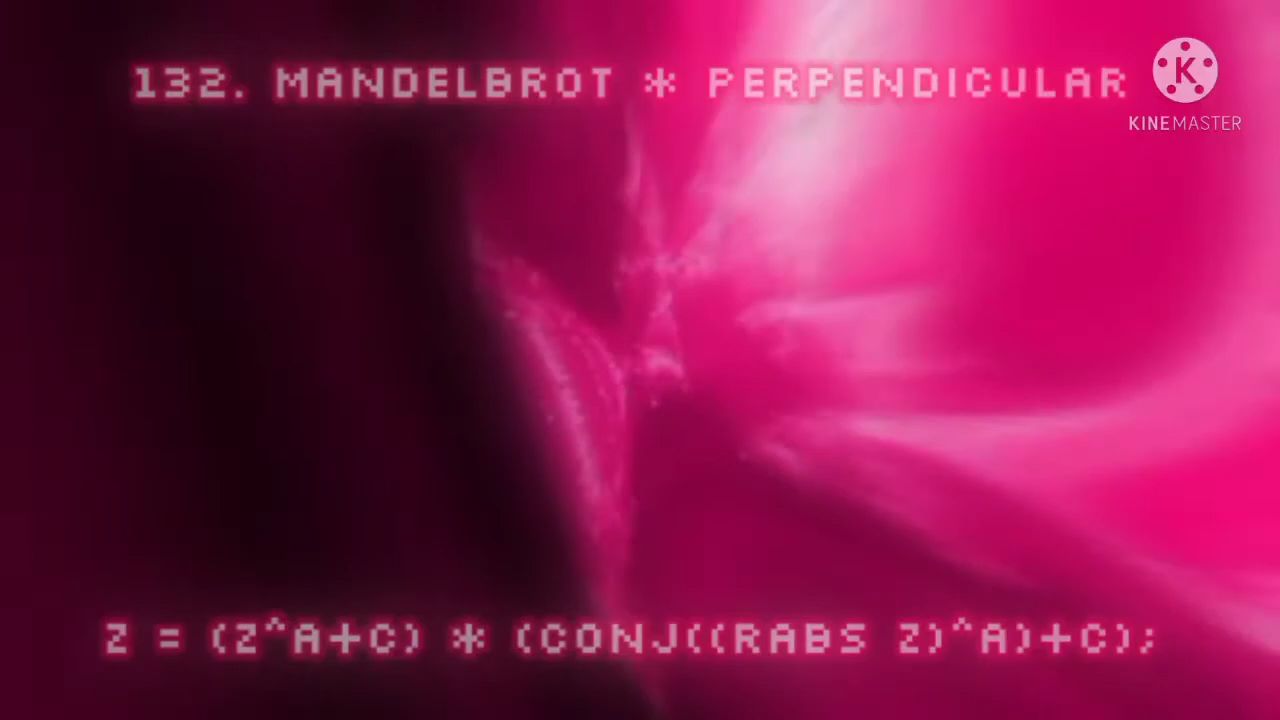 132. MANDELBROT * PERPENDICULAR
K
KINEMASTER
Z = (Z^A+C) * (CONJ((RABS Z)^A)+C);